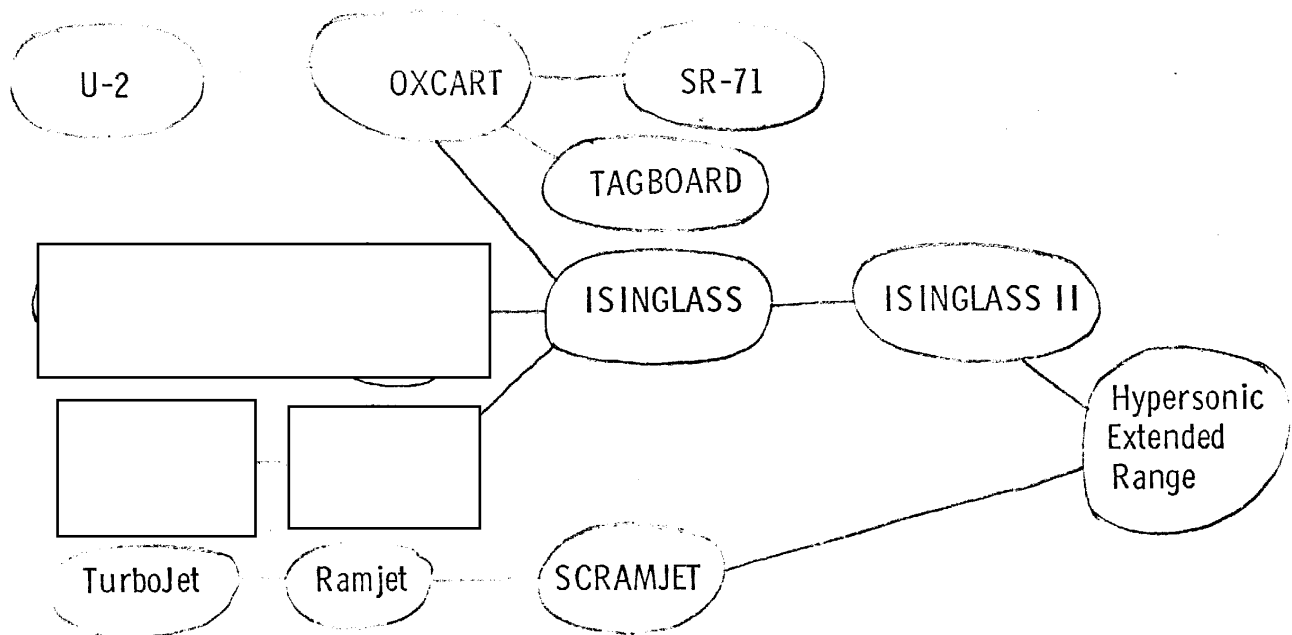 U-2
OXCART
SR-71
TAGBOARD
ISINGLASS
ISINGLASS II
Hypersonic
Extended
Range
TurboJet
Ramjet
SCRAMJET